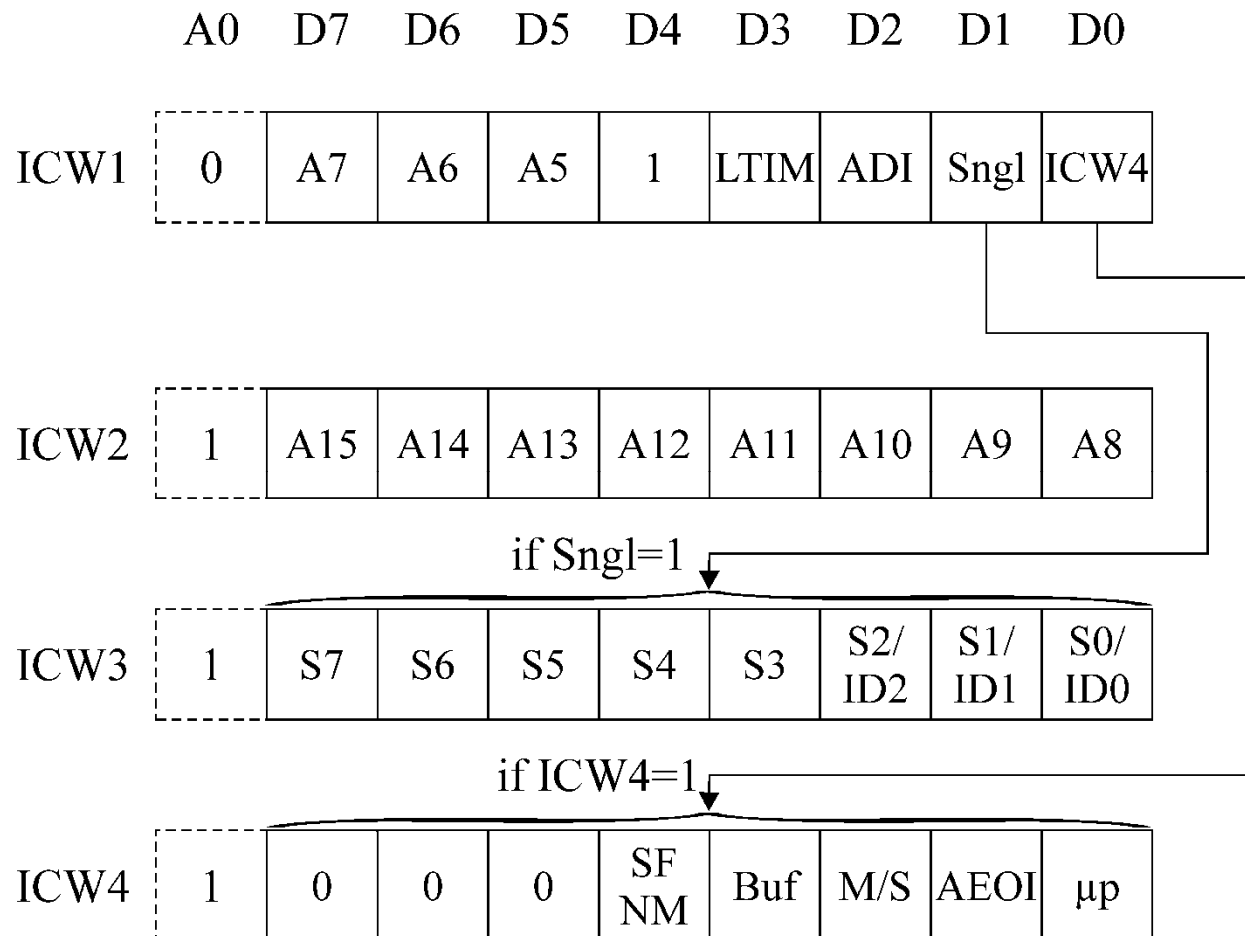 A0 D7 D6 D5 D4 D3 D2 D1 D0
ICW1 0 A7 A6 A5 1 LTIM ADI Sngl ICW4
ICW2 1 A15 A14 A13 A12 A11 A10 A9 A8
if Sngl=1
ICW3 1 S7 S6 S5 S4 S3 S2/ID2 S1/ID1 S0/ID0
if ICW4=1
ICW4 1 0 0 0 SF NM Buf M/S AEOI μp